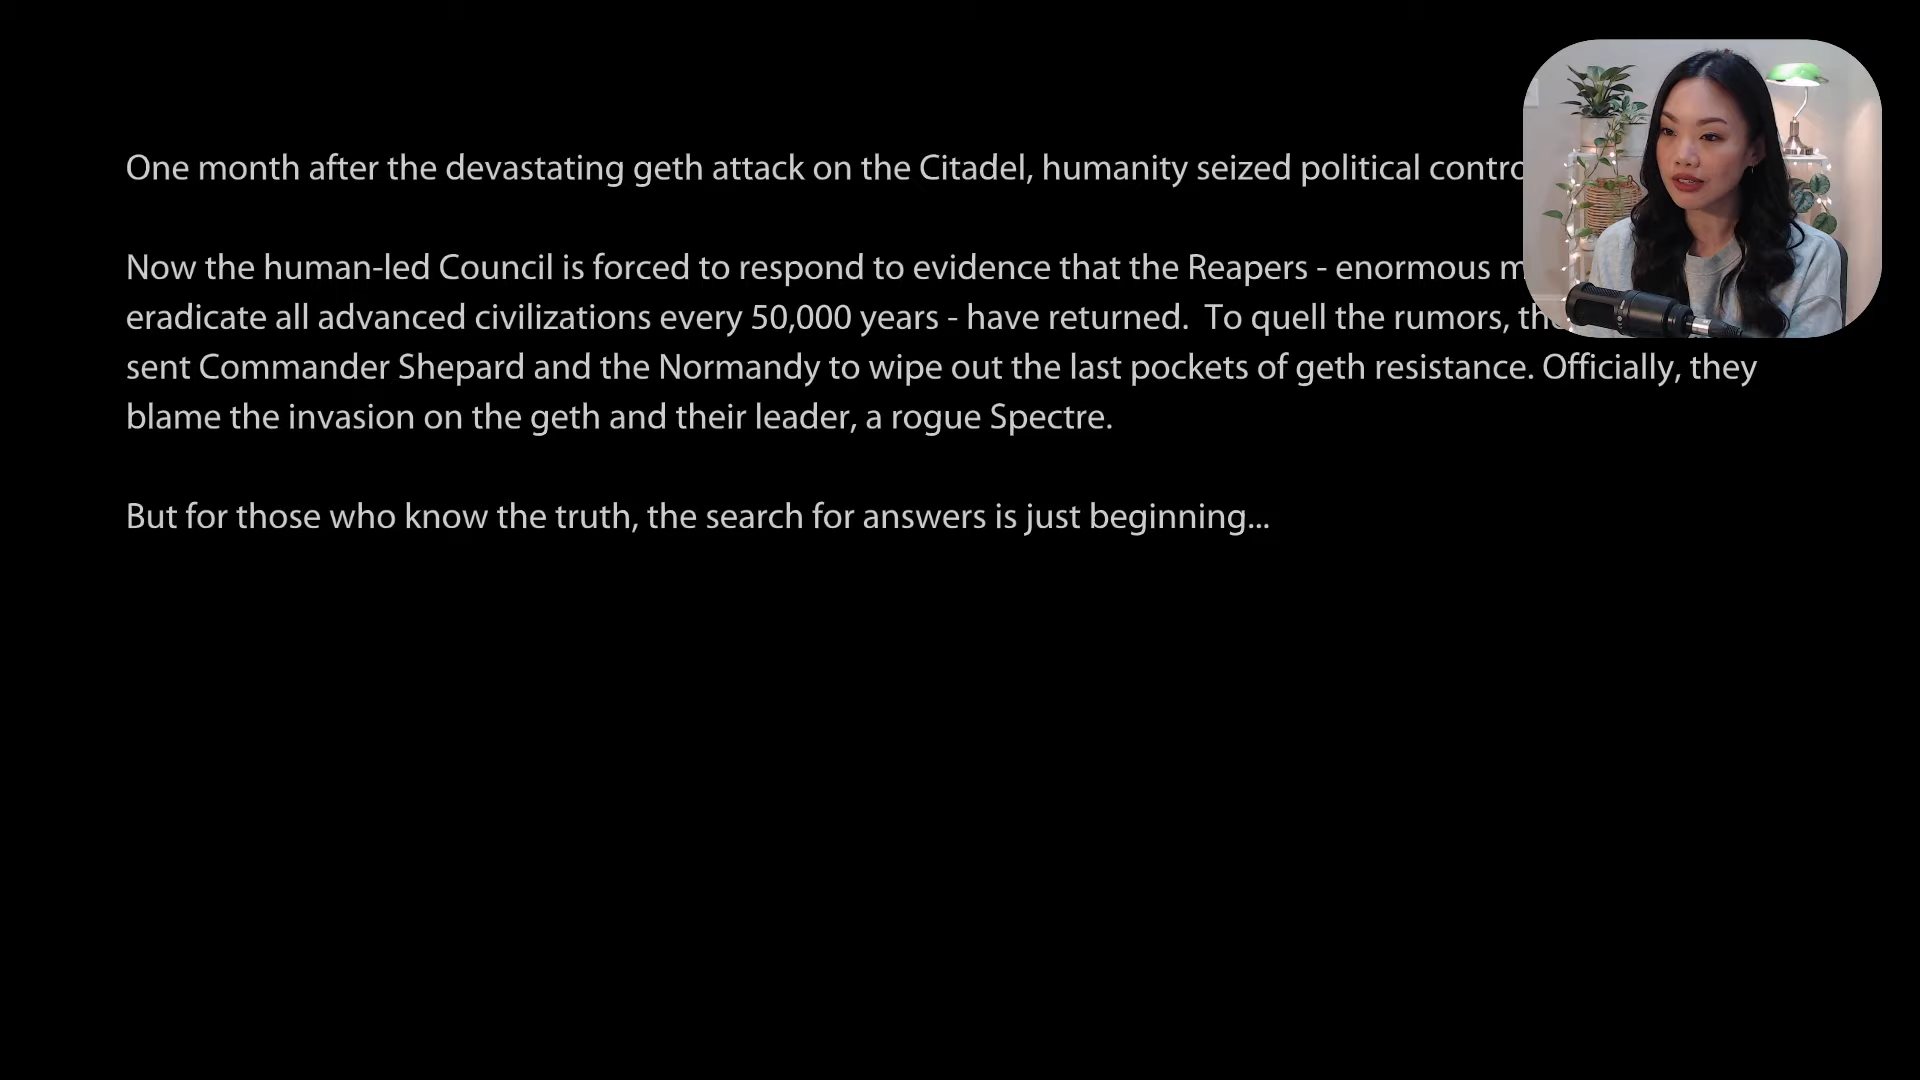 One month after the devastating geth attack on the Citadel, humanity seized political
Now the human-led Council is forced to respond to evidence that the Reapers - enormous
eradicate all advanced civilizations every 50,000 years - have returned.  To quell the rumors,
sent Commander Shepard and the Normandy to wipe out the last pockets of geth resistance. Officially, they
blame the invasion on the geth and their leader, a rogue Spectre.
But for those who know the truth, the search for answers is just beginning...